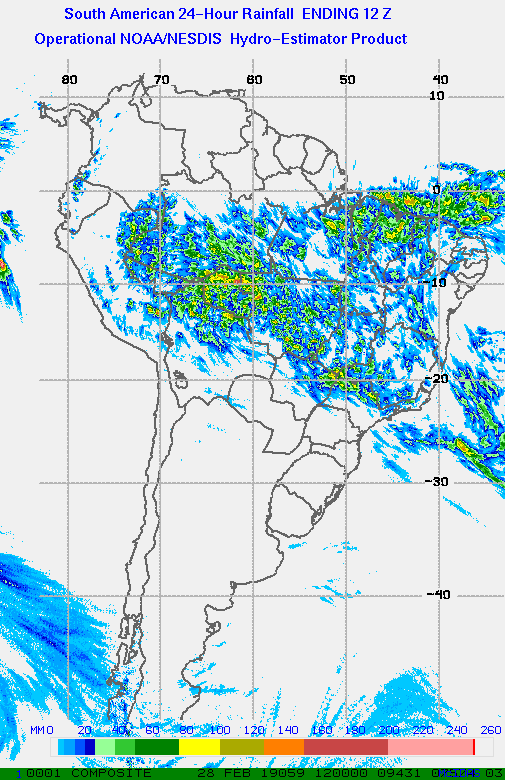 South American 24-Hour Rainfall ENDING 12 Z
Operational NOAA/NESDIS Hydro-Estimator Product
80 70 60 50 40
10
0
-10
-20
-30
-40
MM 0 20 40 60 80 100 120 140 160 180 200 220 240 260
10001 COMPOSITE 28 FEB 19059 120000 09431